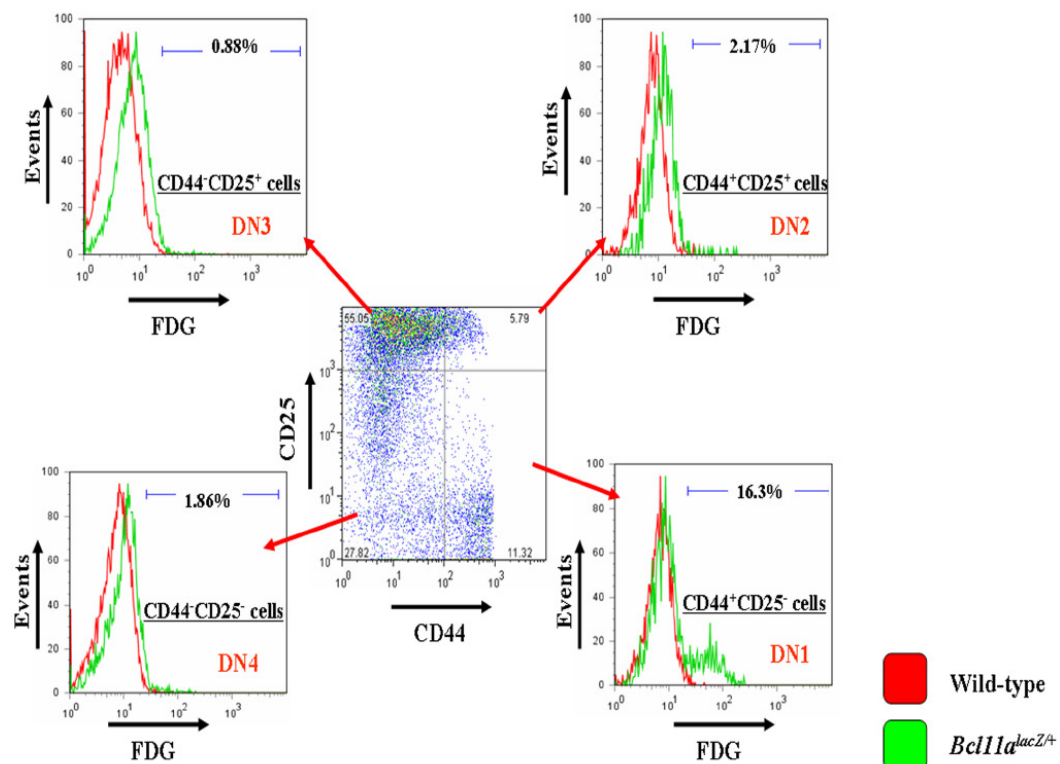 100
80
60
40
20
0
Events
0.88%
CD44⁻CD25⁺ cells
DN3
10⁰ 10¹ 10² 10³
FDG
100
80
60
40
20
0
Events
2.17%
CD44⁺CD25⁺ cells
DN2
10⁰ 10¹ 10² 10³
FDG
55.05 5.79
10³
10²
10¹
10⁰
27.82 11.32
CD25
10⁰ 10¹ 10² 10³
CD44
100
80
60
40
20
0
Events
1.86%
CD44⁻CD25⁻ cells
DN4
10⁰ 10¹ 10² 10³
FDG
100
80
60
40
20
0
Events
16.3%
CD44⁺CD25⁻ cells
DN1
10⁰ 10¹ 10² 10³
FDG
Wild-type
Bcl11a^lacZ/+